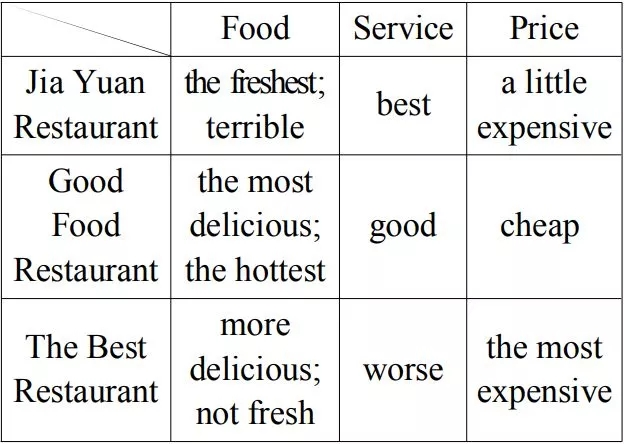 Food Service Price
Jia Yuan
Restaurant
the freshest;
terrible
best
a little
expensive
Good
Food
Restaurant
the most
delicious;
the hottest
good
cheap
The Best
Restaurant
more
delicious;
not fresh
worse
the most
expensive